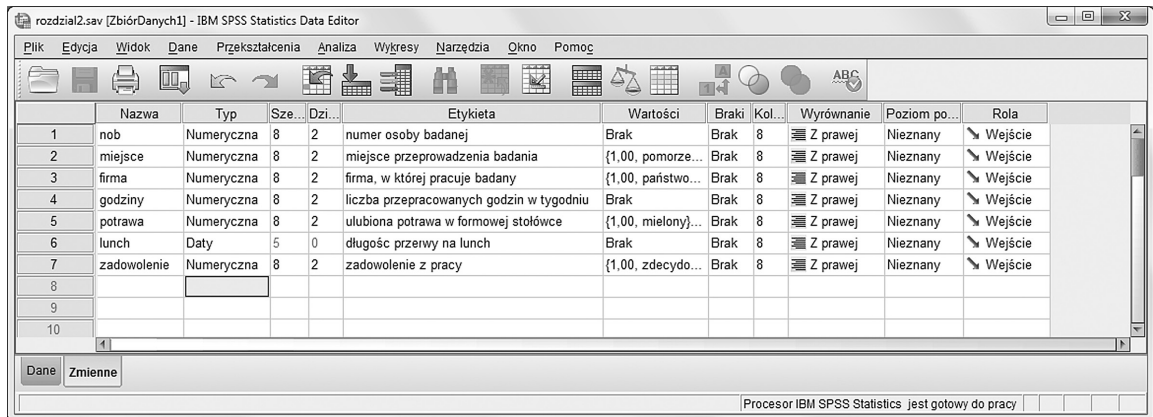 rozdzial2.sav [ZbiórDanych1] - IBM SPSS Statistics Data Editor
Plik Edycja Widok Dane Przekształcenia Analiza Wykresy Narzędzia Okno Pomoc
Nazwa Typ Sze... Dzi... Etykieta Wartości Braki Kol... Wyrównanie Poziom po... Rola
1 nob Numeryczna 8 2 numer osoby badanej Brak Brak 8 Z prawej Nieznany Wejście
2 miejsce Numeryczna 8 2 miejsce przeprowadzenia badania {1,00, pomorze... Brak 8 Z prawej Nieznany Wejście
3 firma Numeryczna 8 2 firma, w której pracuje badany {1,00, państwo... Brak 8 Z prawej Nieznany Wejście
4 godziny Numeryczna 8 2 liczba przepracowanych godzin w tygodniu Brak Brak 8 Z prawej Nieznany Wejście
5 potrawa Numeryczna 8 2 ulubiona potrawa w formowej stołówce {1,00, mielony}... Brak 8 Z prawej Nieznany Wejście
6 lunch Daty 5 0 długośc przerwy na lunch Brak Brak 8 Z prawej Nieznany Wejście
7 zadowolenie Numeryczna 8 2 zadowolenie z pracy {1,00, zdecydo... Brak 8 Z prawej Nieznany Wejście
8
9
10
Dane Zmienne
Procesor IBM SPSS Statistics jest gotowy do pracy